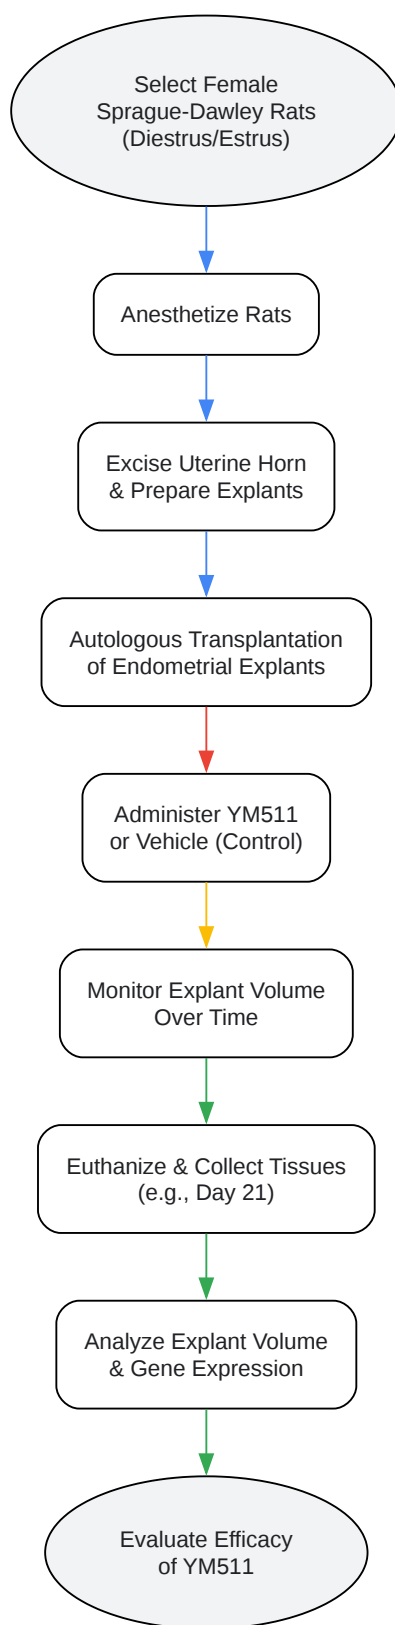 Select Female
Sprague-Dawley Rats
(Diestrus/Estrus)
Anesthetize Rats
Excise Uterine Horn
& Prepare Explants
Autologous Transplantation
of Endometrial Explants
Administer YM511
or Vehicle (Control)
Monitor Explant Volume
Over Time
Euthanize & Collect Tissues
(e.g., Day 21)
Analyze Explant Volume
& Gene Expression
Evaluate Efficacy
of YM511